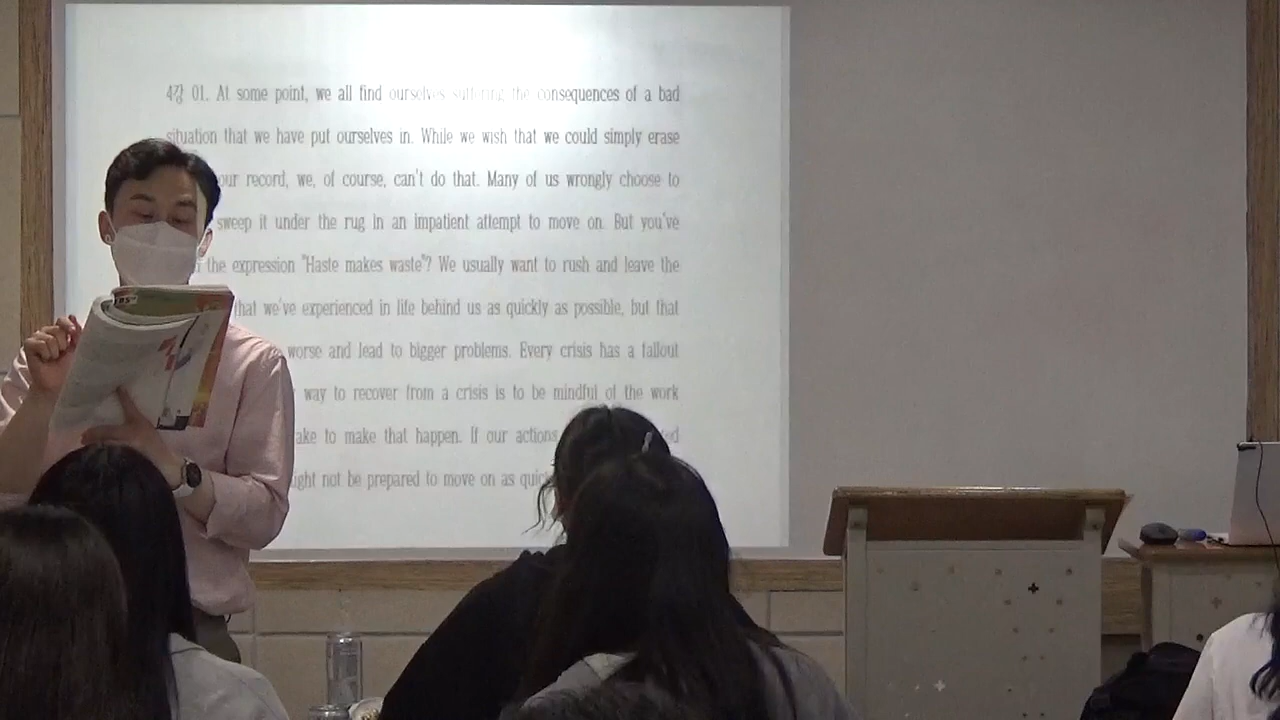 4강 01. At some point, we all find ourselves suffering the consequences of a bad
situation that we have put ourselves in. While we wish that we could simply erase
our record, we, of course, can't do that. Many of us wrongly choose to
sweep it under the rug in an impatient attempt to move on. But you've
the expression "Haste makes waste"? We usually want to rush and leave the
that we've experienced in life behind us as quickly as possible, but that
worse and lead to bigger problems. Every crisis has a fallout
way to recover from a crisis is to be mindful of the work
to make that happen. If our actions
not be prepared to move on as